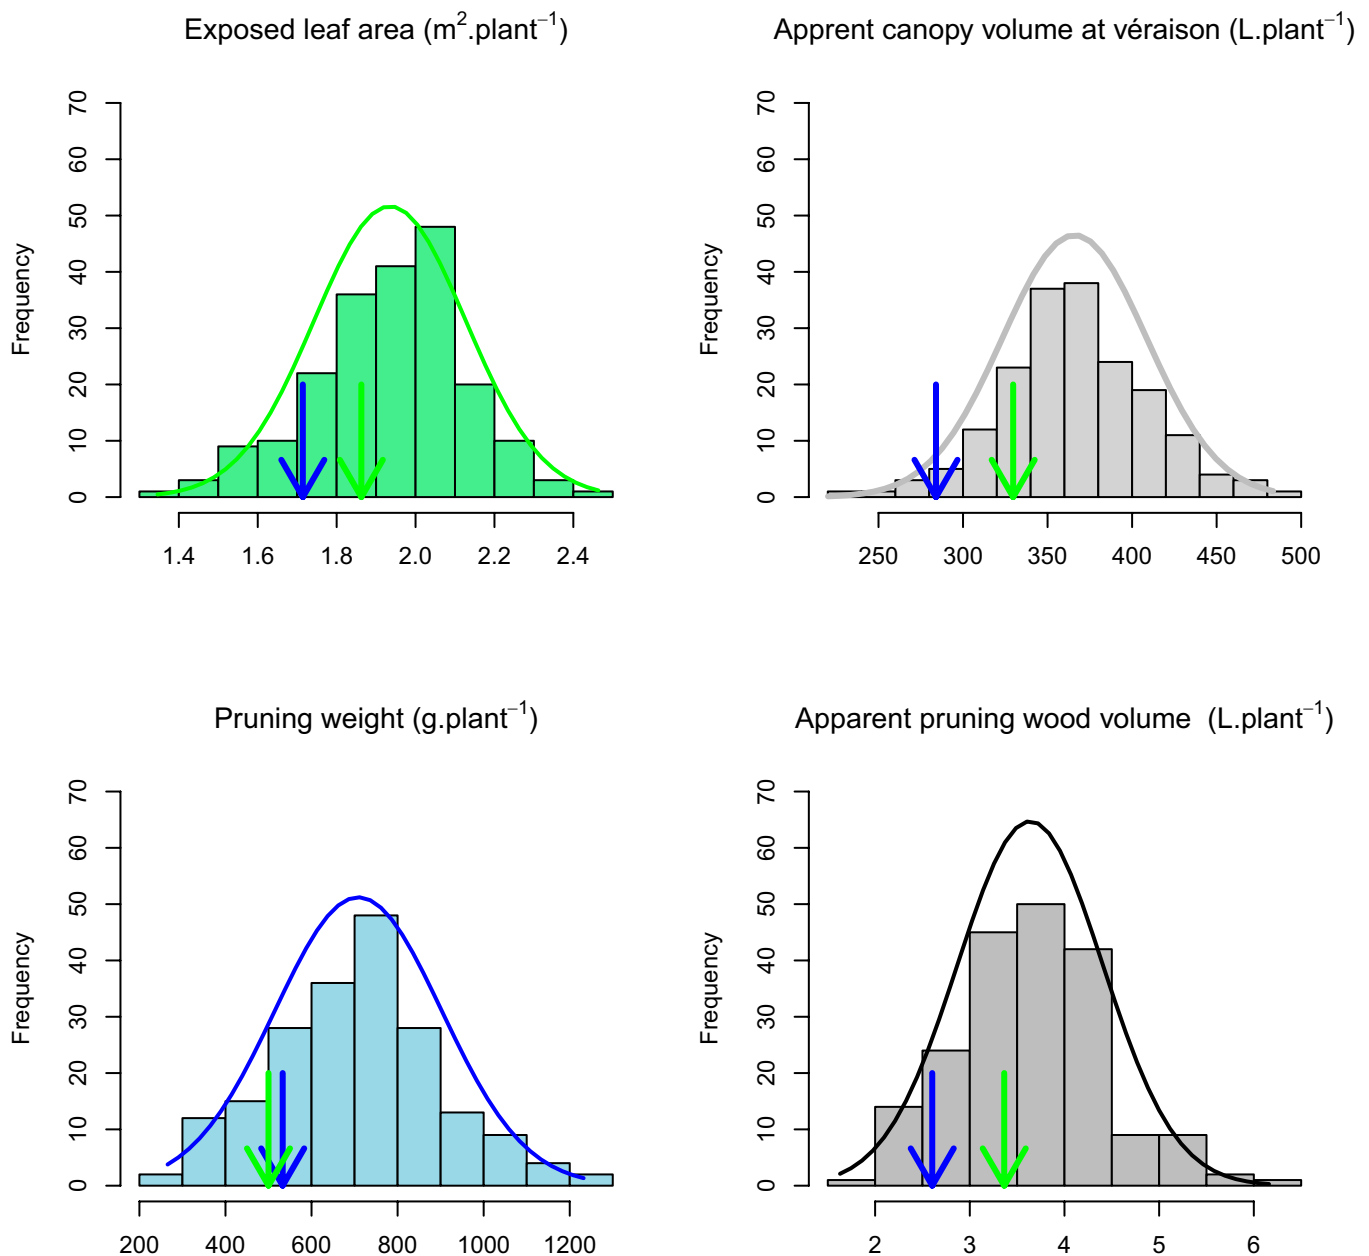 Exposed leaf area (m².plant⁻¹)
Frequency
0 10 20 30 40 50 60 70
1.4 1.6 1.8 2.0 2.2 2.4
Apprent canopy volume at véraison (L.plant⁻¹)
Frequency
0 10 20 30 40 50 60 70
250 300 350 400 450 500
Pruning weight (g.plant⁻¹)
Frequency
0 10 20 30 40 50 60 70
200 400 600 800 1000 1200
Apparent pruning wood volume (L.plant⁻¹)
Frequency
0 10 20 30 40 50 60 70
2 3 4 5 6